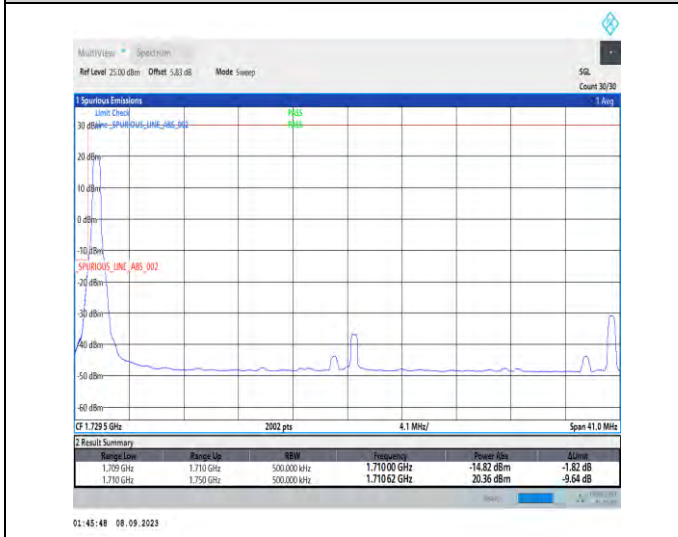 MultiView Spectrum
Ref Level 25.00 dBm Offset 5.83 dB Mode Sweep SGL
Count 30/30
1 Spurious Emissions 1 Avg
Limit Check PASS
30 dBm Line _SPURIOUS_LINE_ABS_002 PASS
20 dBm
10 dBm
0 dBm
-10 dBm
_SPURIOUS_LINE_ABS_002
-20 dBm
-30 dBm
-40 dBm
-50 dBm
-60 dBm
CF 1.7295 GHz 2002 pts 4.1 MHz/ Span 41.0 MHz
2 Result Summary
Range Low Range Up RBW Frequency Power Abs ΔLimit
1.709 GHz 1.710 GHz 500.000 kHz 1.71000 GHz -14.82 dBm -1.82 dB
1.710 GHz 1.750 GHz 500.000 kHz 1.71062 GHz 20.36 dBm -9.64 dB
01:45:48 08.09.2023